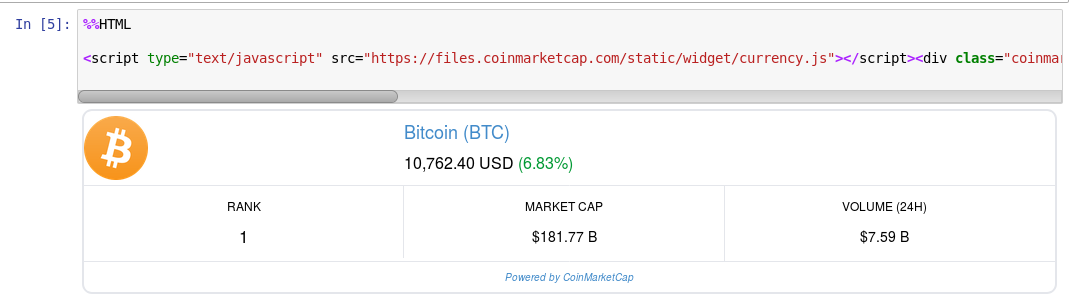 In [5]:
%%HTML
<script type="text/javascript" src="https://files.coinmarketcap.com/static/widget/currency.js"></script><div class="coinmar
Bitcoin (BTC)
10,762.40 USD (6.83%)
RANK MARKET CAP VOLUME (24H)
1 $181.77 B $7.59 B
Powered by CoinMarketCap